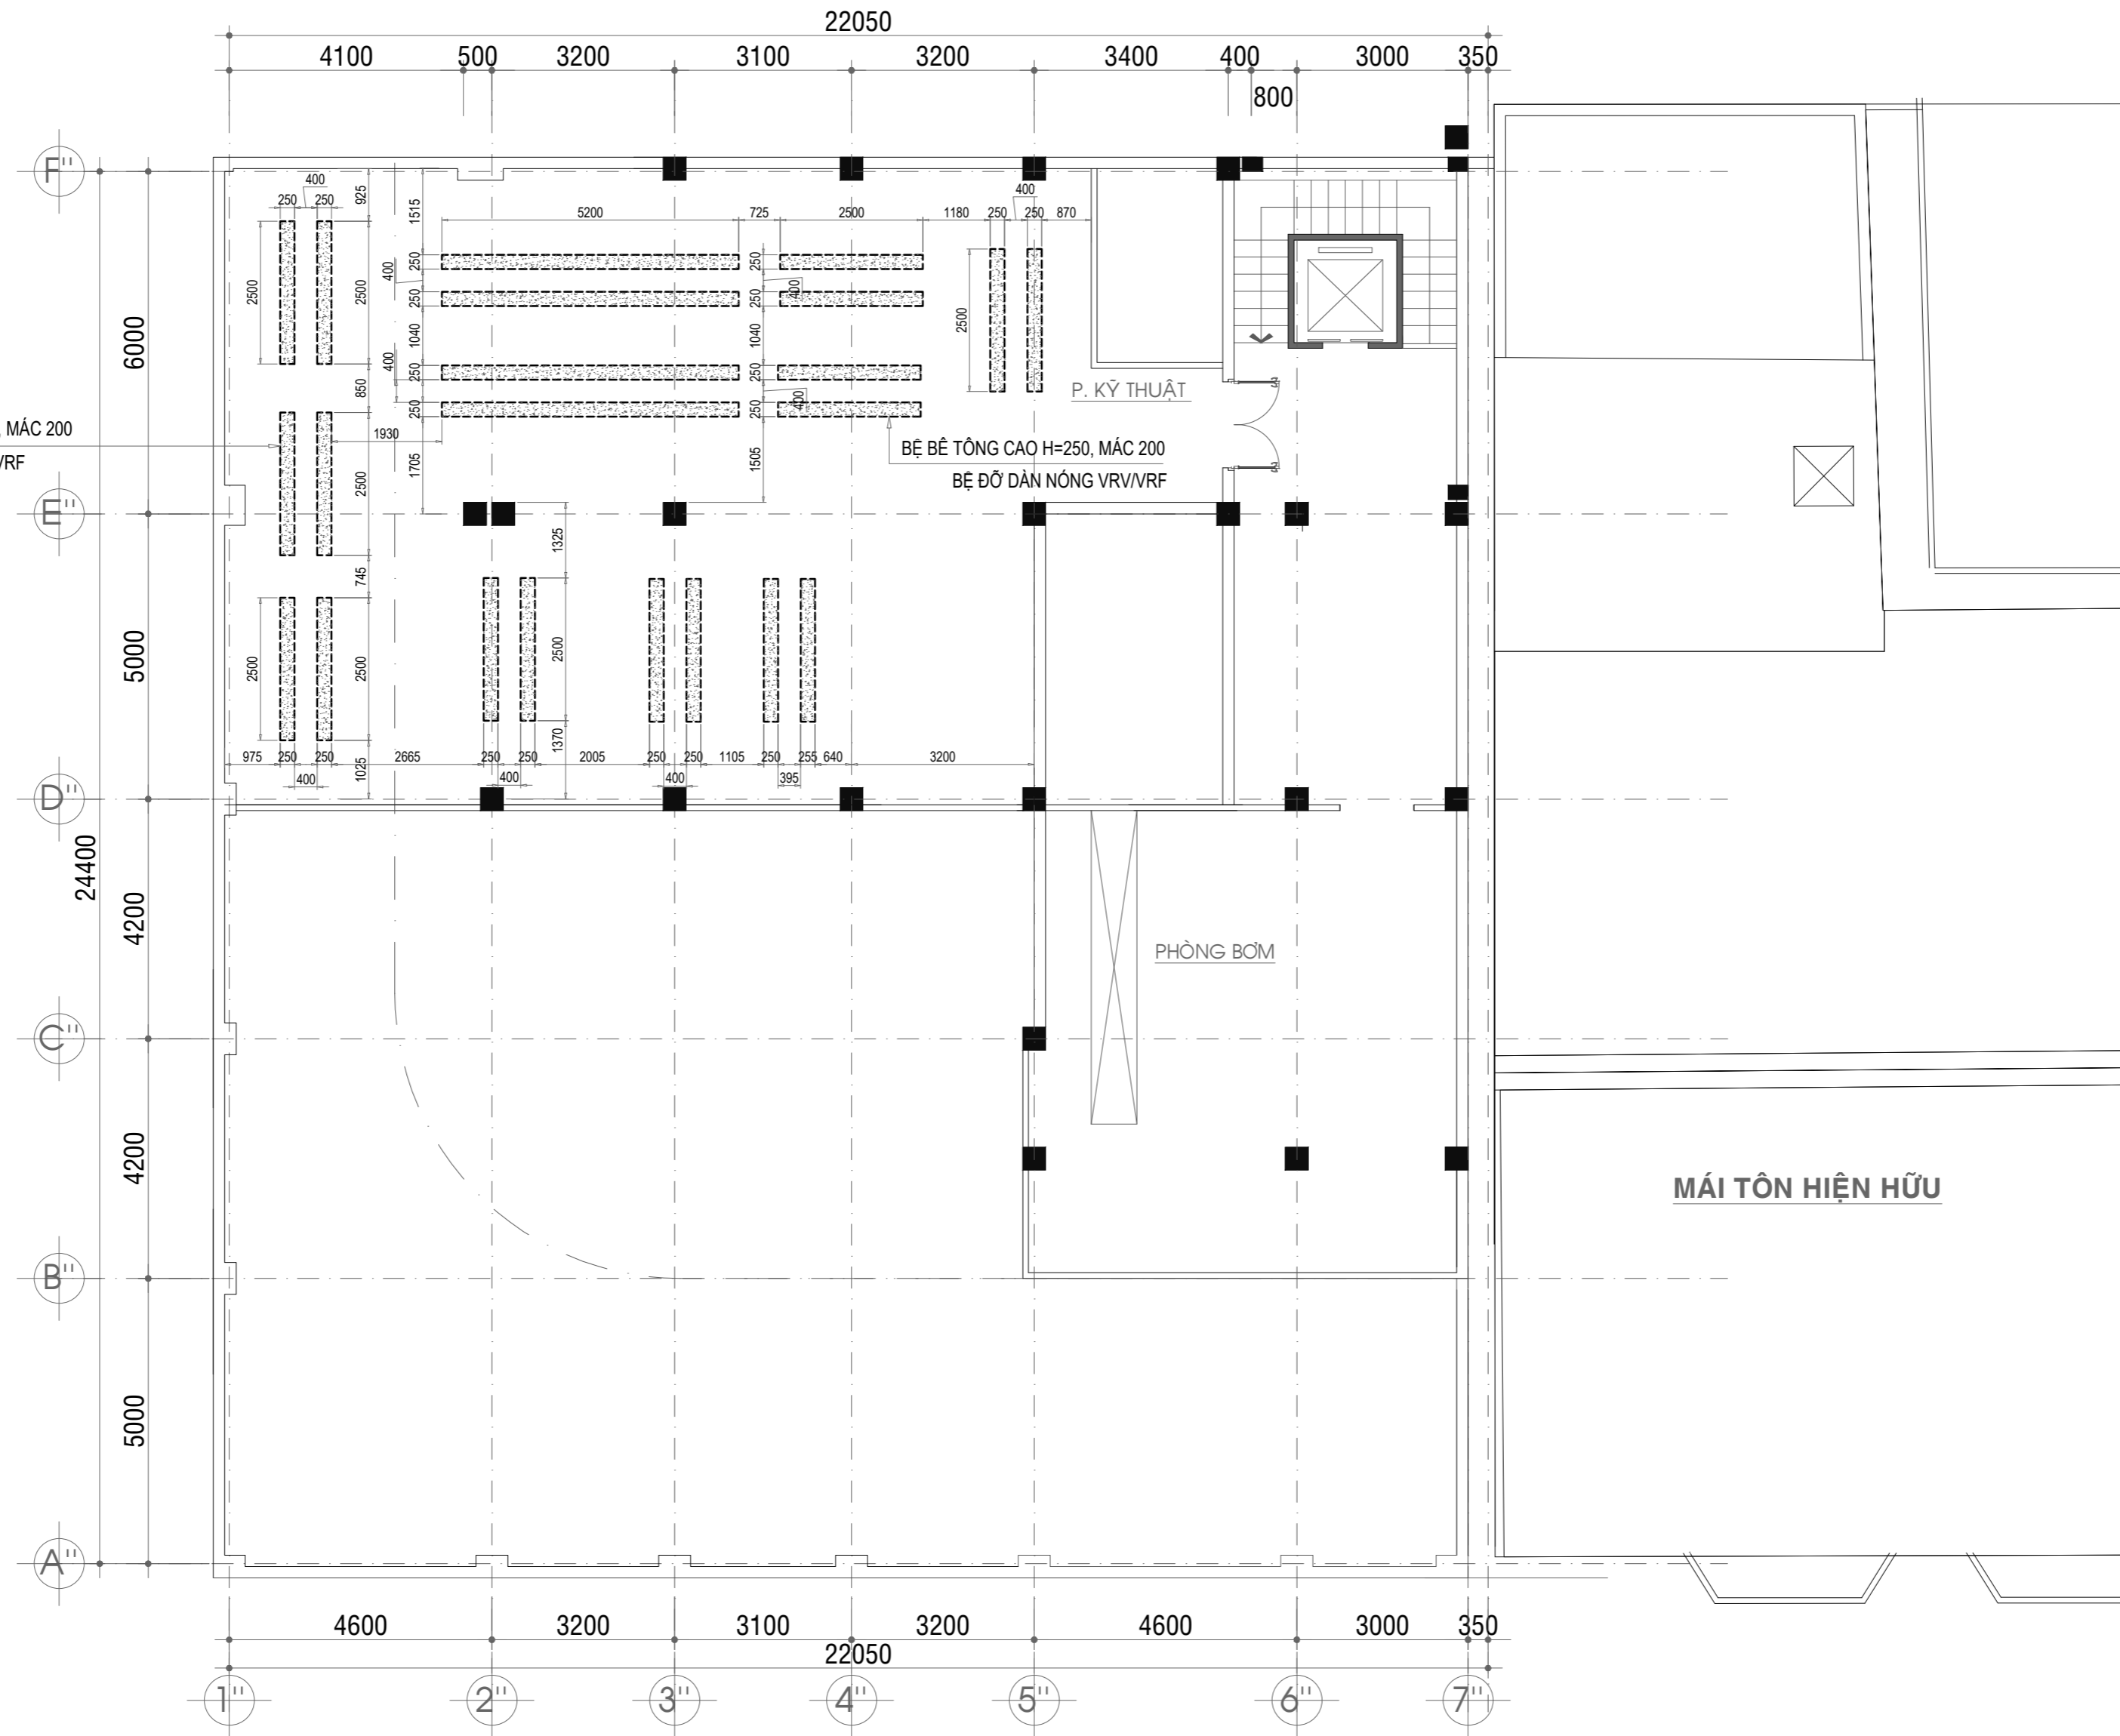 22050
4100 500 3200 3100 3200 3400 400 3000 350
800
F"
400
250 250
925
1515
5200 725 2500 1180 250 250 870
400
2500
2500
400
250
250
1040
400
250
250
250
400
250
1040
250
400
250
2500
6000
850
P. KỸ THUẬT
, MÁC 200
/RF
1930
1705
1505
2500
BỆ BÊ TÔNG CAO H=250, MÁC 200
BỆ ĐỠ DÀN NÓNG VRV/VRF
E"
1325
745
5000
2500
2500
2500
1370
975 250 250 2665 250 250 2005 250 250 1105 250 255 640 3200
1025
400 400 400 395
D"
24400
4200
PHÒNG BƠM
C"
4200
MÁI TÔN HIỆN HỮU
B"
5000
A"
4600 3200 3100 3200 4600 3000 350
22050
1" 2" 3" 4" 5" 6" 7"